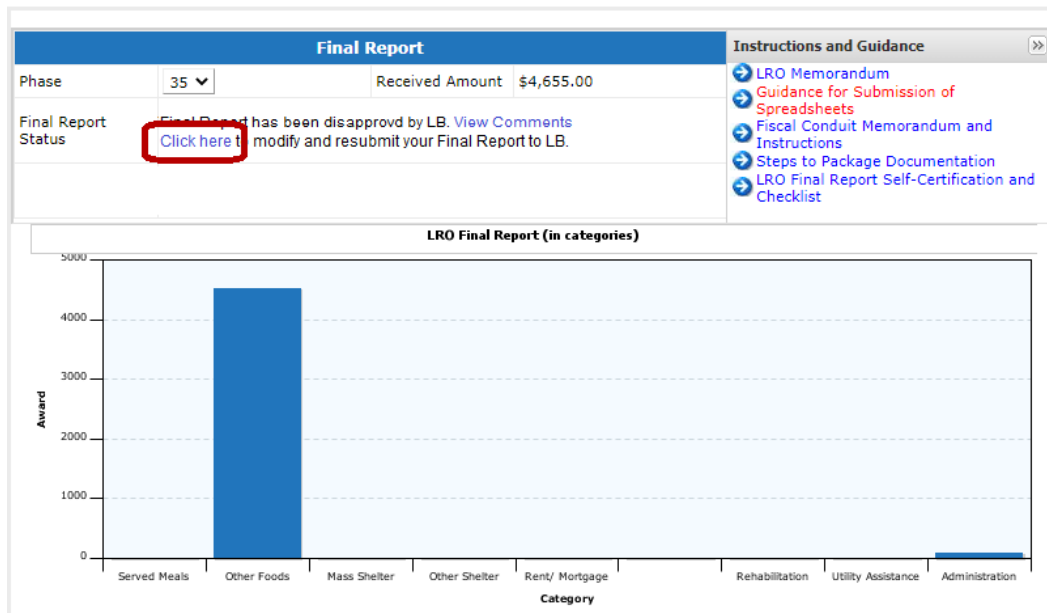 Final Report
Phase
35
Received Amount
$4,655.00
Final Report
Status
Final Report has been disapprovd by LB. View Comments
Click here to modify and resubmit your Final Report to LB.
Instructions and Guidance
LRO Memorandum
Guidance for Submission of
Spreadsheets
Fiscal Conduit Memorandum and
Instructions
Steps to Package Documentation
LRO Final Report Self-Certification and
Checklist
LRO Final Report (in categories)
5000
4000
3000
2000
1000
0
Award
Served Meals
Other Foods
Mass Shelter
Other Shelter
Rent/ Mortgage
Rehabilitation
Utility Assistance
Administration
Category